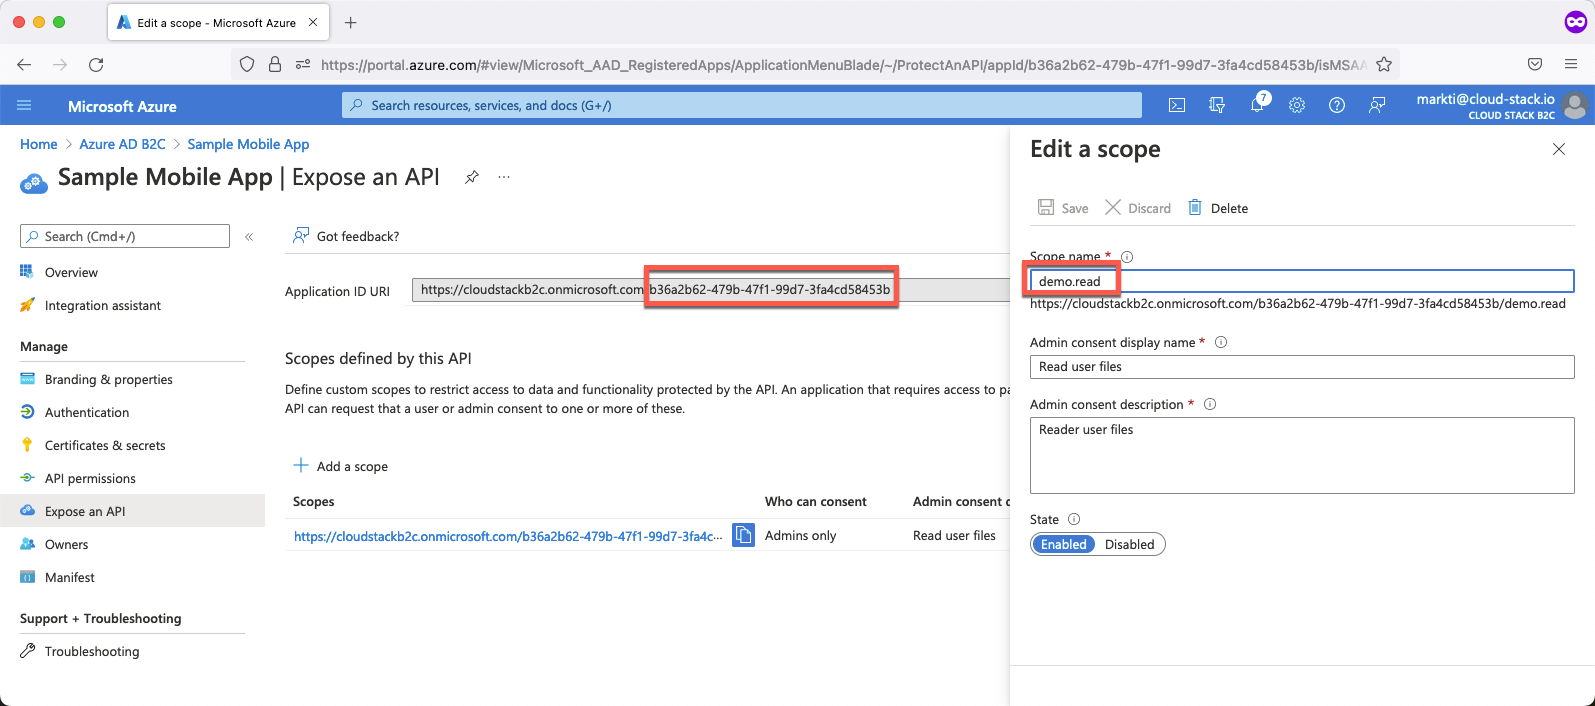 Edit a scope - Microsoft Azure
https://portal.azure.com/#view/Microsoft_AAD_RegisteredApps/ApplicationMenuBlade/~/ProtectAnAPI/appId/b36a2b62-479b-47f1-99d7-3fa4cd58453b/isMSAA
Microsoft Azure
Search resources, services, and docs (G+/)
7
markti@cloud-stack.io
CLOUD STACK B2C
Home > Azure AD B2C > Sample Mobile App
Sample Mobile App | Expose an API
Search (Cmd+/)
Overview
Integration assistant
Manage
Branding & properties
Authentication
Certificates & secrets
API permissions
Expose an API
Owners
Manifest
Support + Troubleshooting
Troubleshooting
Got feedback?
Application ID URI
https://cloudstackb2c.onmicrosoft.com/b36a2b62-479b-47f1-99d7-3fa4cd58453b
Scopes defined by this API
Define custom scopes to restrict access to data and functionality protected by the API. An application that requires access to pa
API can request that a user or admin consent to one or more of these.
Add a scope
Scopes Who can consent Admin consent d
https://cloudstackb2c.onmicrosoft.com/b36a2b62-479b-47f1-99d7-3fa4c... Admins only Read user files
Edit a scope
Save Discard Delete
Scope name *
demo.read
https://cloudstackb2c.onmicrosoft.com/b36a2b62-479b-47f1-99d7-3fa4cd58453b/demo.read
Admin consent display name *
Read user files
Admin consent description *
Reader user files
State
Enabled Disabled